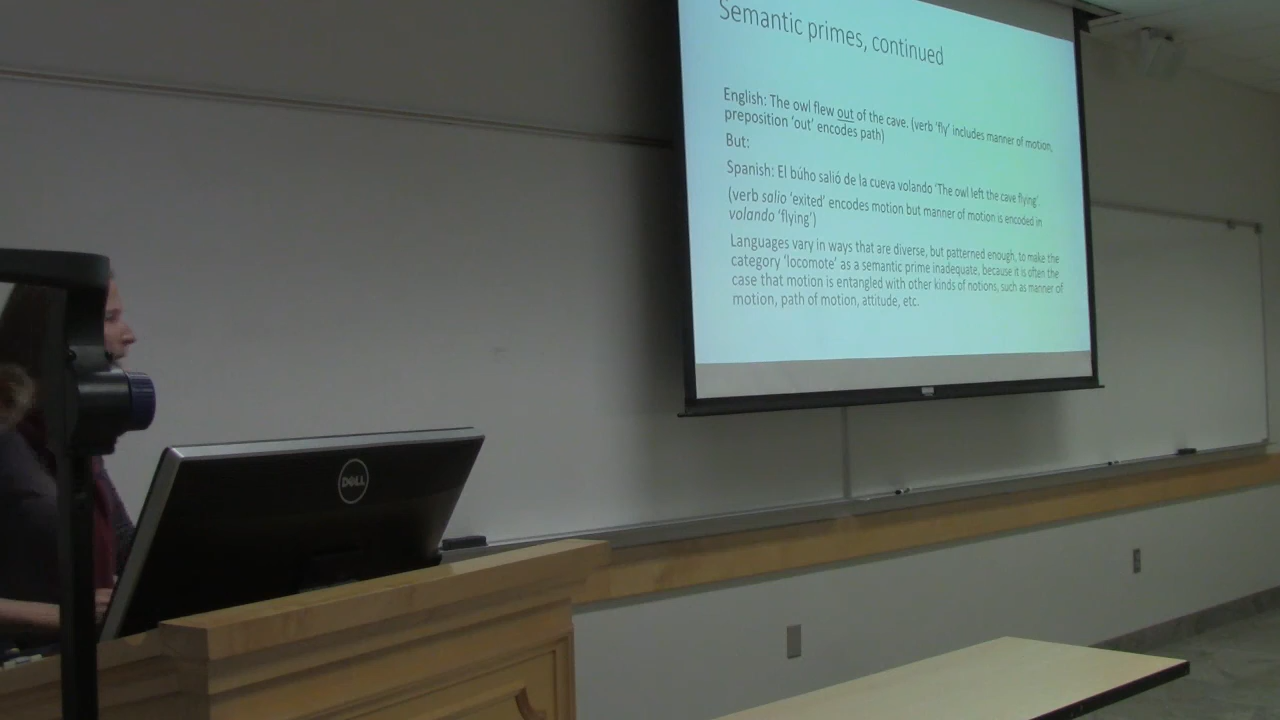 Semantic primes, continued
English: The owl flew out of the cave. (verb 'fly' includes manner of motion,
preposition 'out' encodes path)
But:
Spanish: El búho salió de la cueva volando 'The owl left the cave flying'.
(verb salio 'exited' encodes motion but manner of motion is encoded in
volando 'flying')
Languages vary in ways that are diverse, but patterned enough, to make the
category 'locomote' as a semantic prime inadequate, because it is often the
case that motion is entangled with other kinds of notions, such as manner of
motion, path of motion, attitude, etc.
DELL